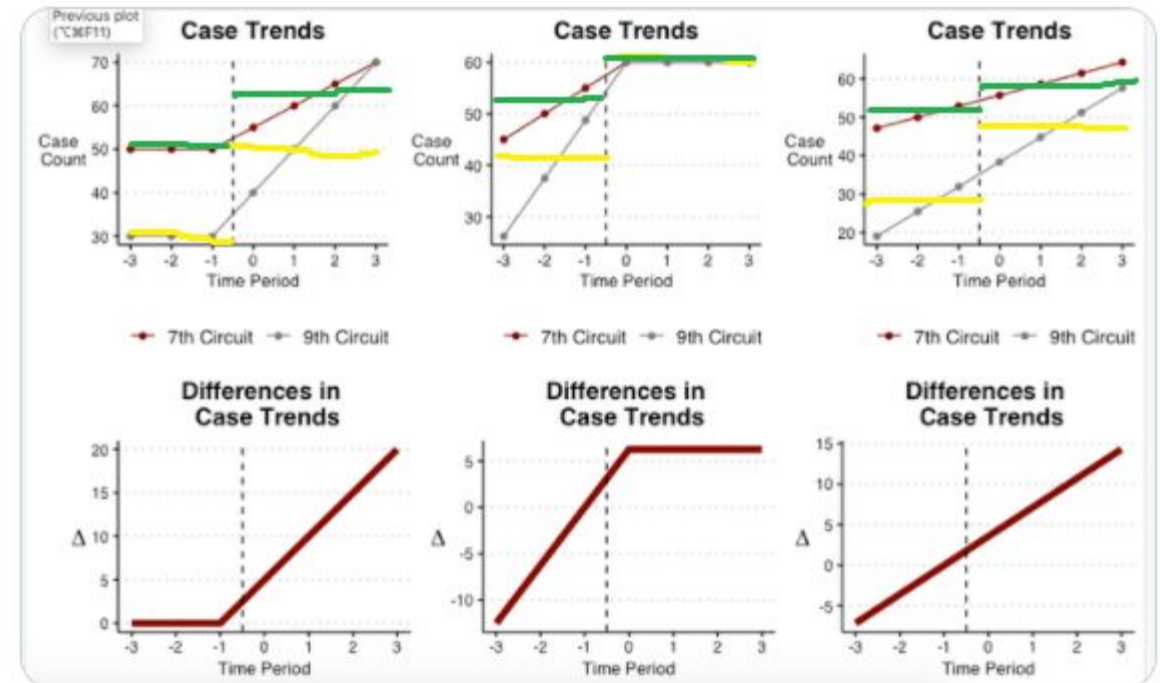 Previous plot
(⌥⌘F11)
Case Trends
70
60
50
40
30
Case
Count
-3 -2 -1 0 1 2 3
Time Period
7th Circuit 9th Circuit
Case Trends
60
50
40
30
Case
Count
-3 -2 -1 0 1 2 3
Time Period
7th Circuit 9th Circuit
Case Trends
60
50
40
30
20
Case
Count
-3 -2 -1 0 1 2 3
Time Period
7th Circuit 9th Circuit
Differences in
Case Trends
20
15
10
5
0
Δ
-3 -2 -1 0 1 2 3
Time Period
Differences in
Case Trends
5
0
-5
-10
Δ
-3 -2 -1 0 1 2 3
Time Period
Differences in
Case Trends
15
10
5
0
-5
Δ
-3 -2 -1 0 1 2 3
Time Period